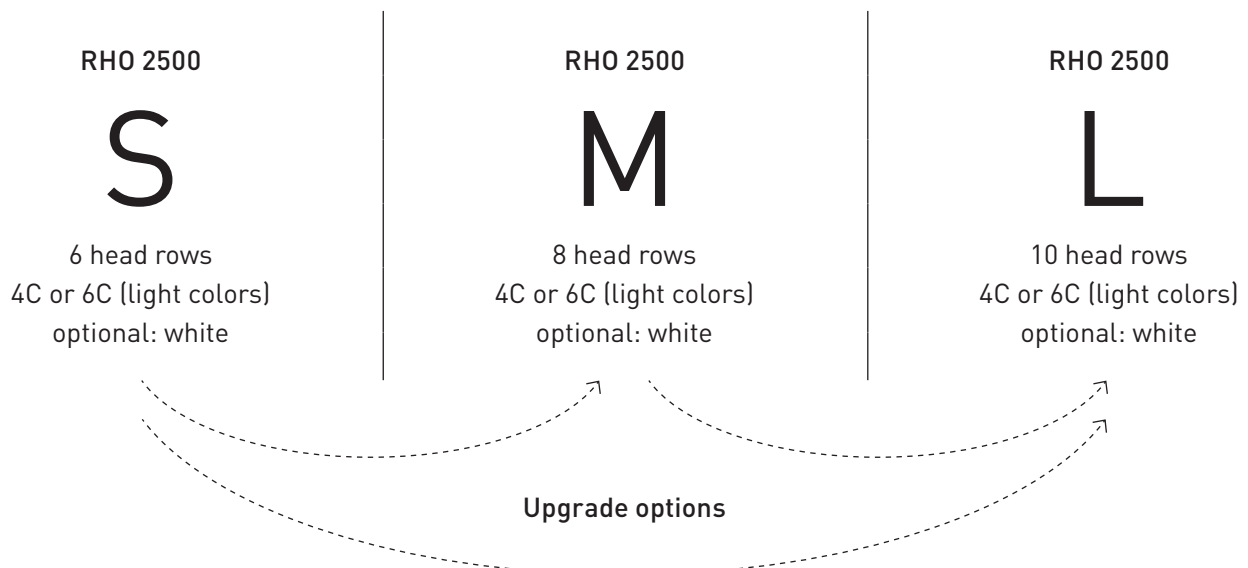 RHO 2500
S
6 head rows
4C or 6C (light colors)
optional: white
RHO 2500
M
8 head rows
4C or 6C (light colors)
optional: white
RHO 2500
L
10 head rows
4C or 6C (light colors)
optional: white
Upgrade options